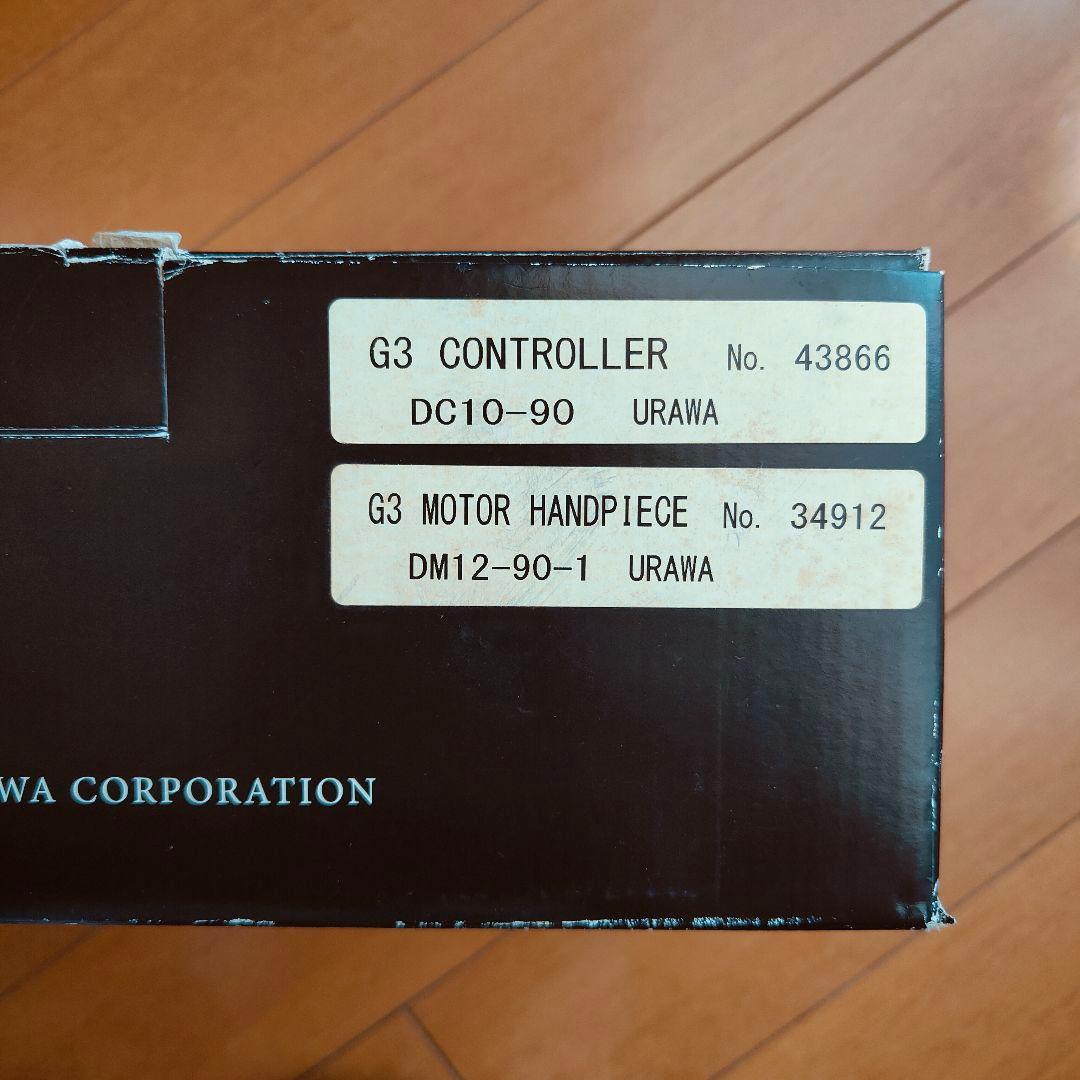 G3 CONTROLLER No. 43866
DC10-90 URAWA
G3 MOTOR HANDPIECE No. 34912
DM12-90-1 URAWA
WA CORPORATION